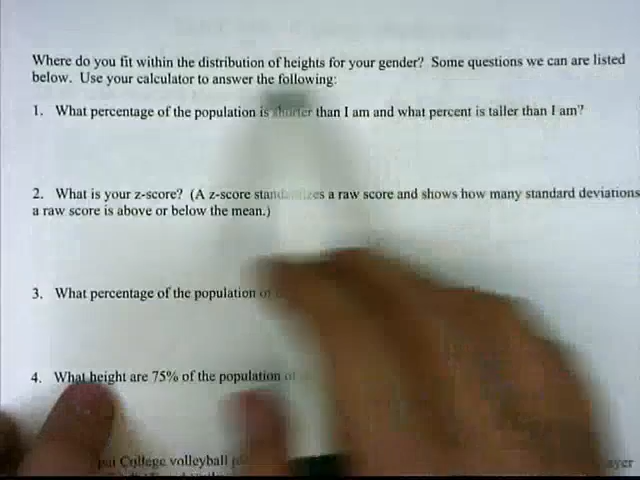 Where do you fit within the distribution of heights for your gender? Some questions we can are listed
below. Use your calculator to answer the following:
1. What percentage of the population is shorter than I am and what percent is taller than I am?
2. What is your z-score? (A z-score standardizes a raw score and shows how many standard deviations
a raw score is above or below the mean.)
3. What percentage of the population
4. What height are 75% of the population
College volleyball